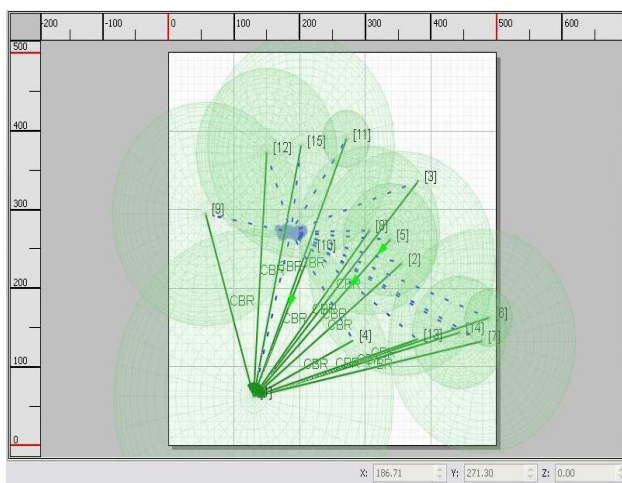 -200 -100 0 100 200 300 400 500 600
500
400
300
200
100
0
[12] [15] [11]
[3]
[9]
[8] [5]
[10]
[2]
CBR CBR CBR CBR
CBR
CBR CBR
CBR
[6]
[4] [13] [14] [7]
CBR CBR CBR CBR
[1]
X: 186.71 Y: 271.30 Z: 0.00